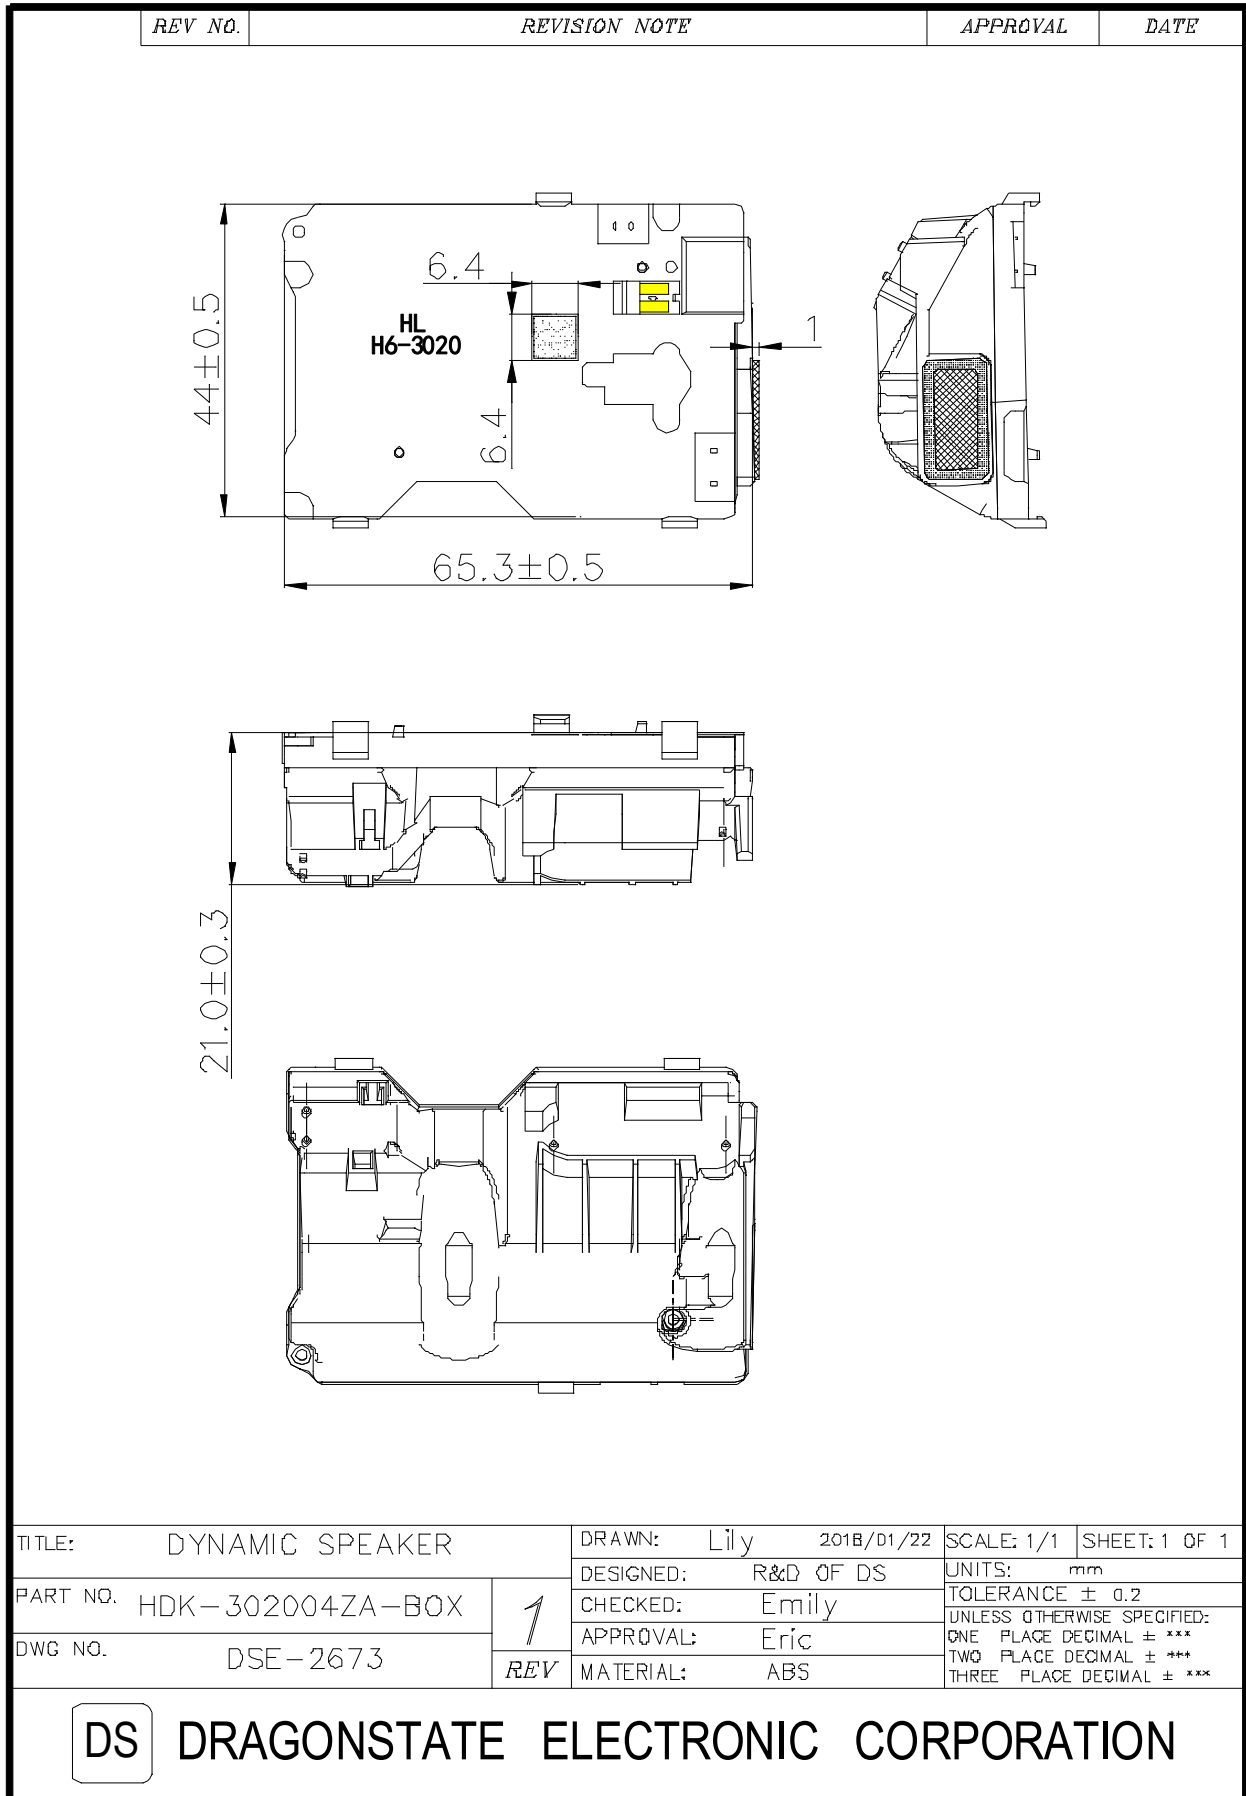 REV NO. REVISION NOTE APPROVAL DATE
6.4
44±0.5
HL
H6-3020
1
6.4
65.3±0.5
21.0±0.3
TITLE: DYNAMIC SPEAKER
PART NO. HDK-302004ZA-BOX
DWG NO. DSE-2673
1
REV
DRAWN: Lily 2018/01/22
DESIGNED: R&D OF DS
CHECKED: Emily
APPROVAL: Eric
MATERIAL: ABS
SCALE: 1/1 SHEET: 1 OF 1
UNITS: mm
TOLERANCE ± 0.2
UNLESS OTHERWISE SPECIFIED:
ONE PLACE DECIMAL ± ***
TWO PLACE DECIMAL ± ***
THREE PLACE DECIMAL ± ***
DS DRAGONSTATE ELECTRONIC CORPORATION